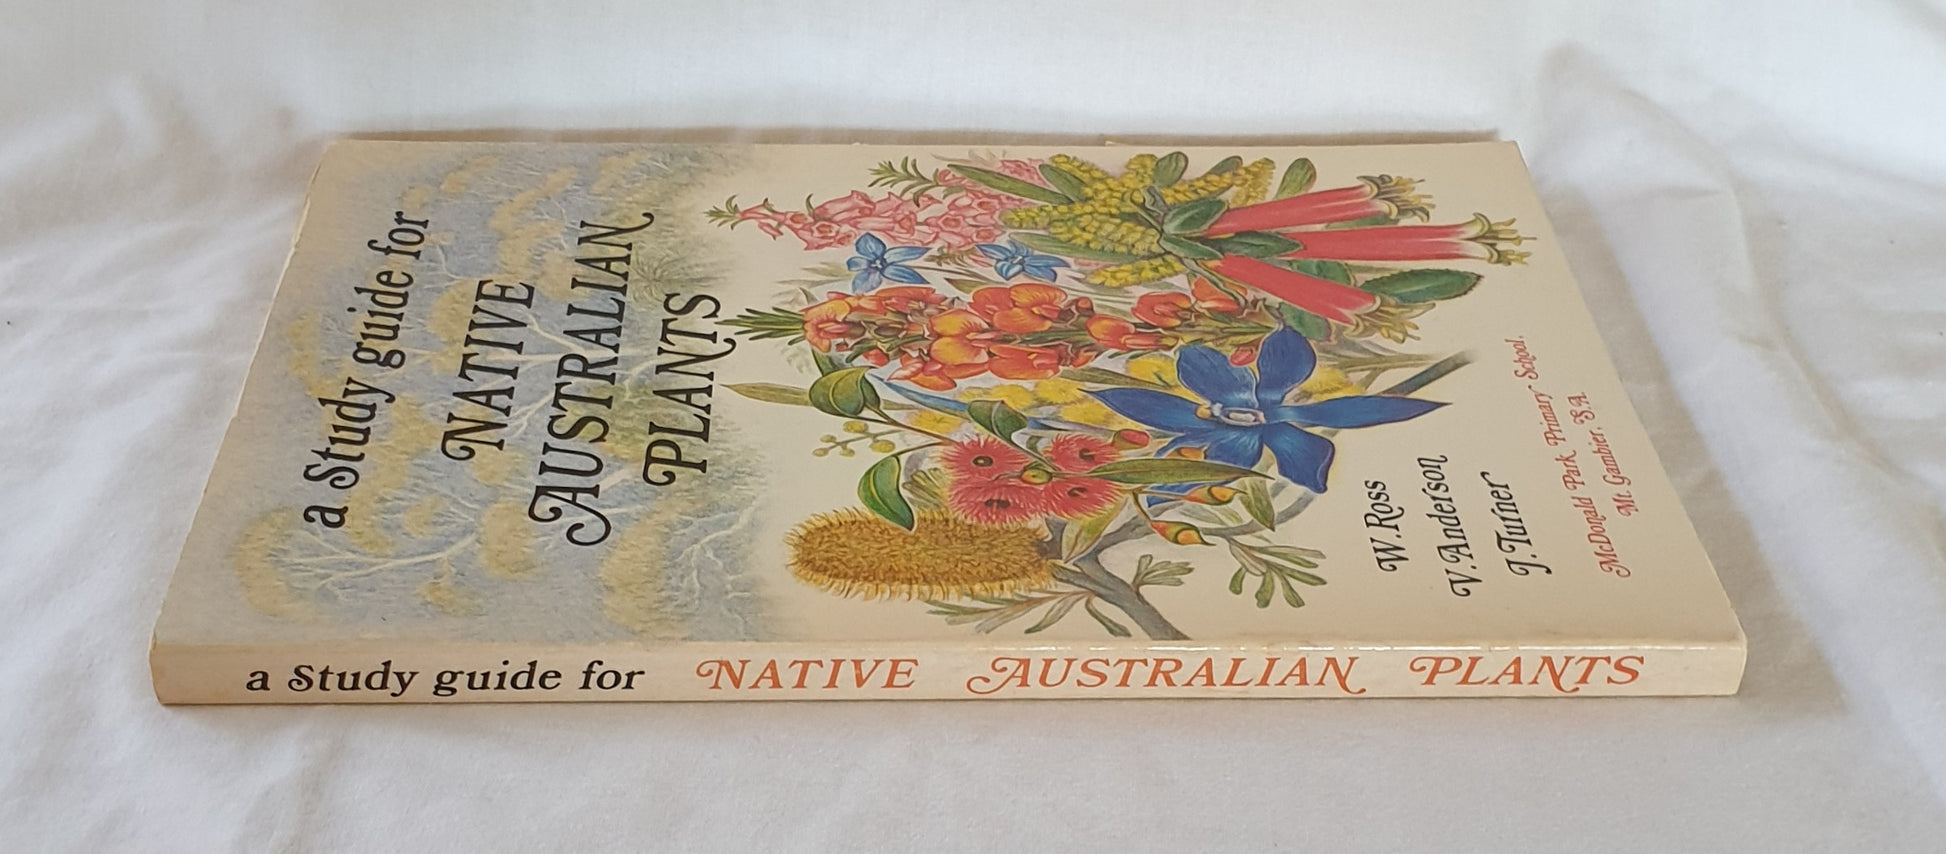 a Study guide for
NATIVE
AUSTRALIAN
PLANTS
W. Ross
V. Anderson
J. Turner
McDonald Park Primary School,
Mt. Gambier, S.A.
a Study guide for NATIVE AUSTRALIAN PLANTS